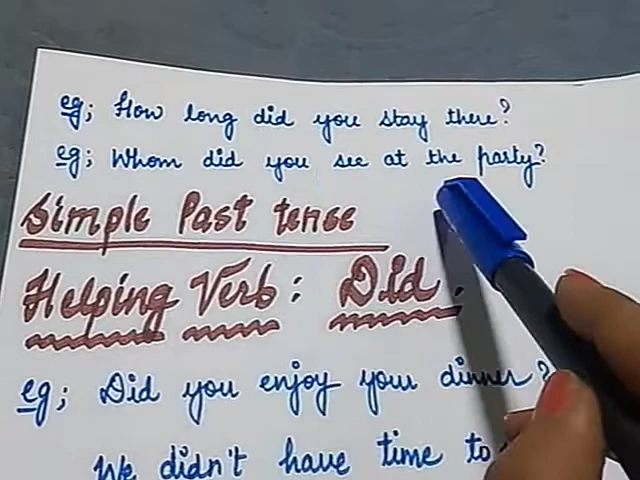 eg; How long did you stay there?
eg; Whom did you see at the party?
Simple Past tense
Helping Verb: Did.
eg; Did you enjoy your dinner?
We didn't have time to